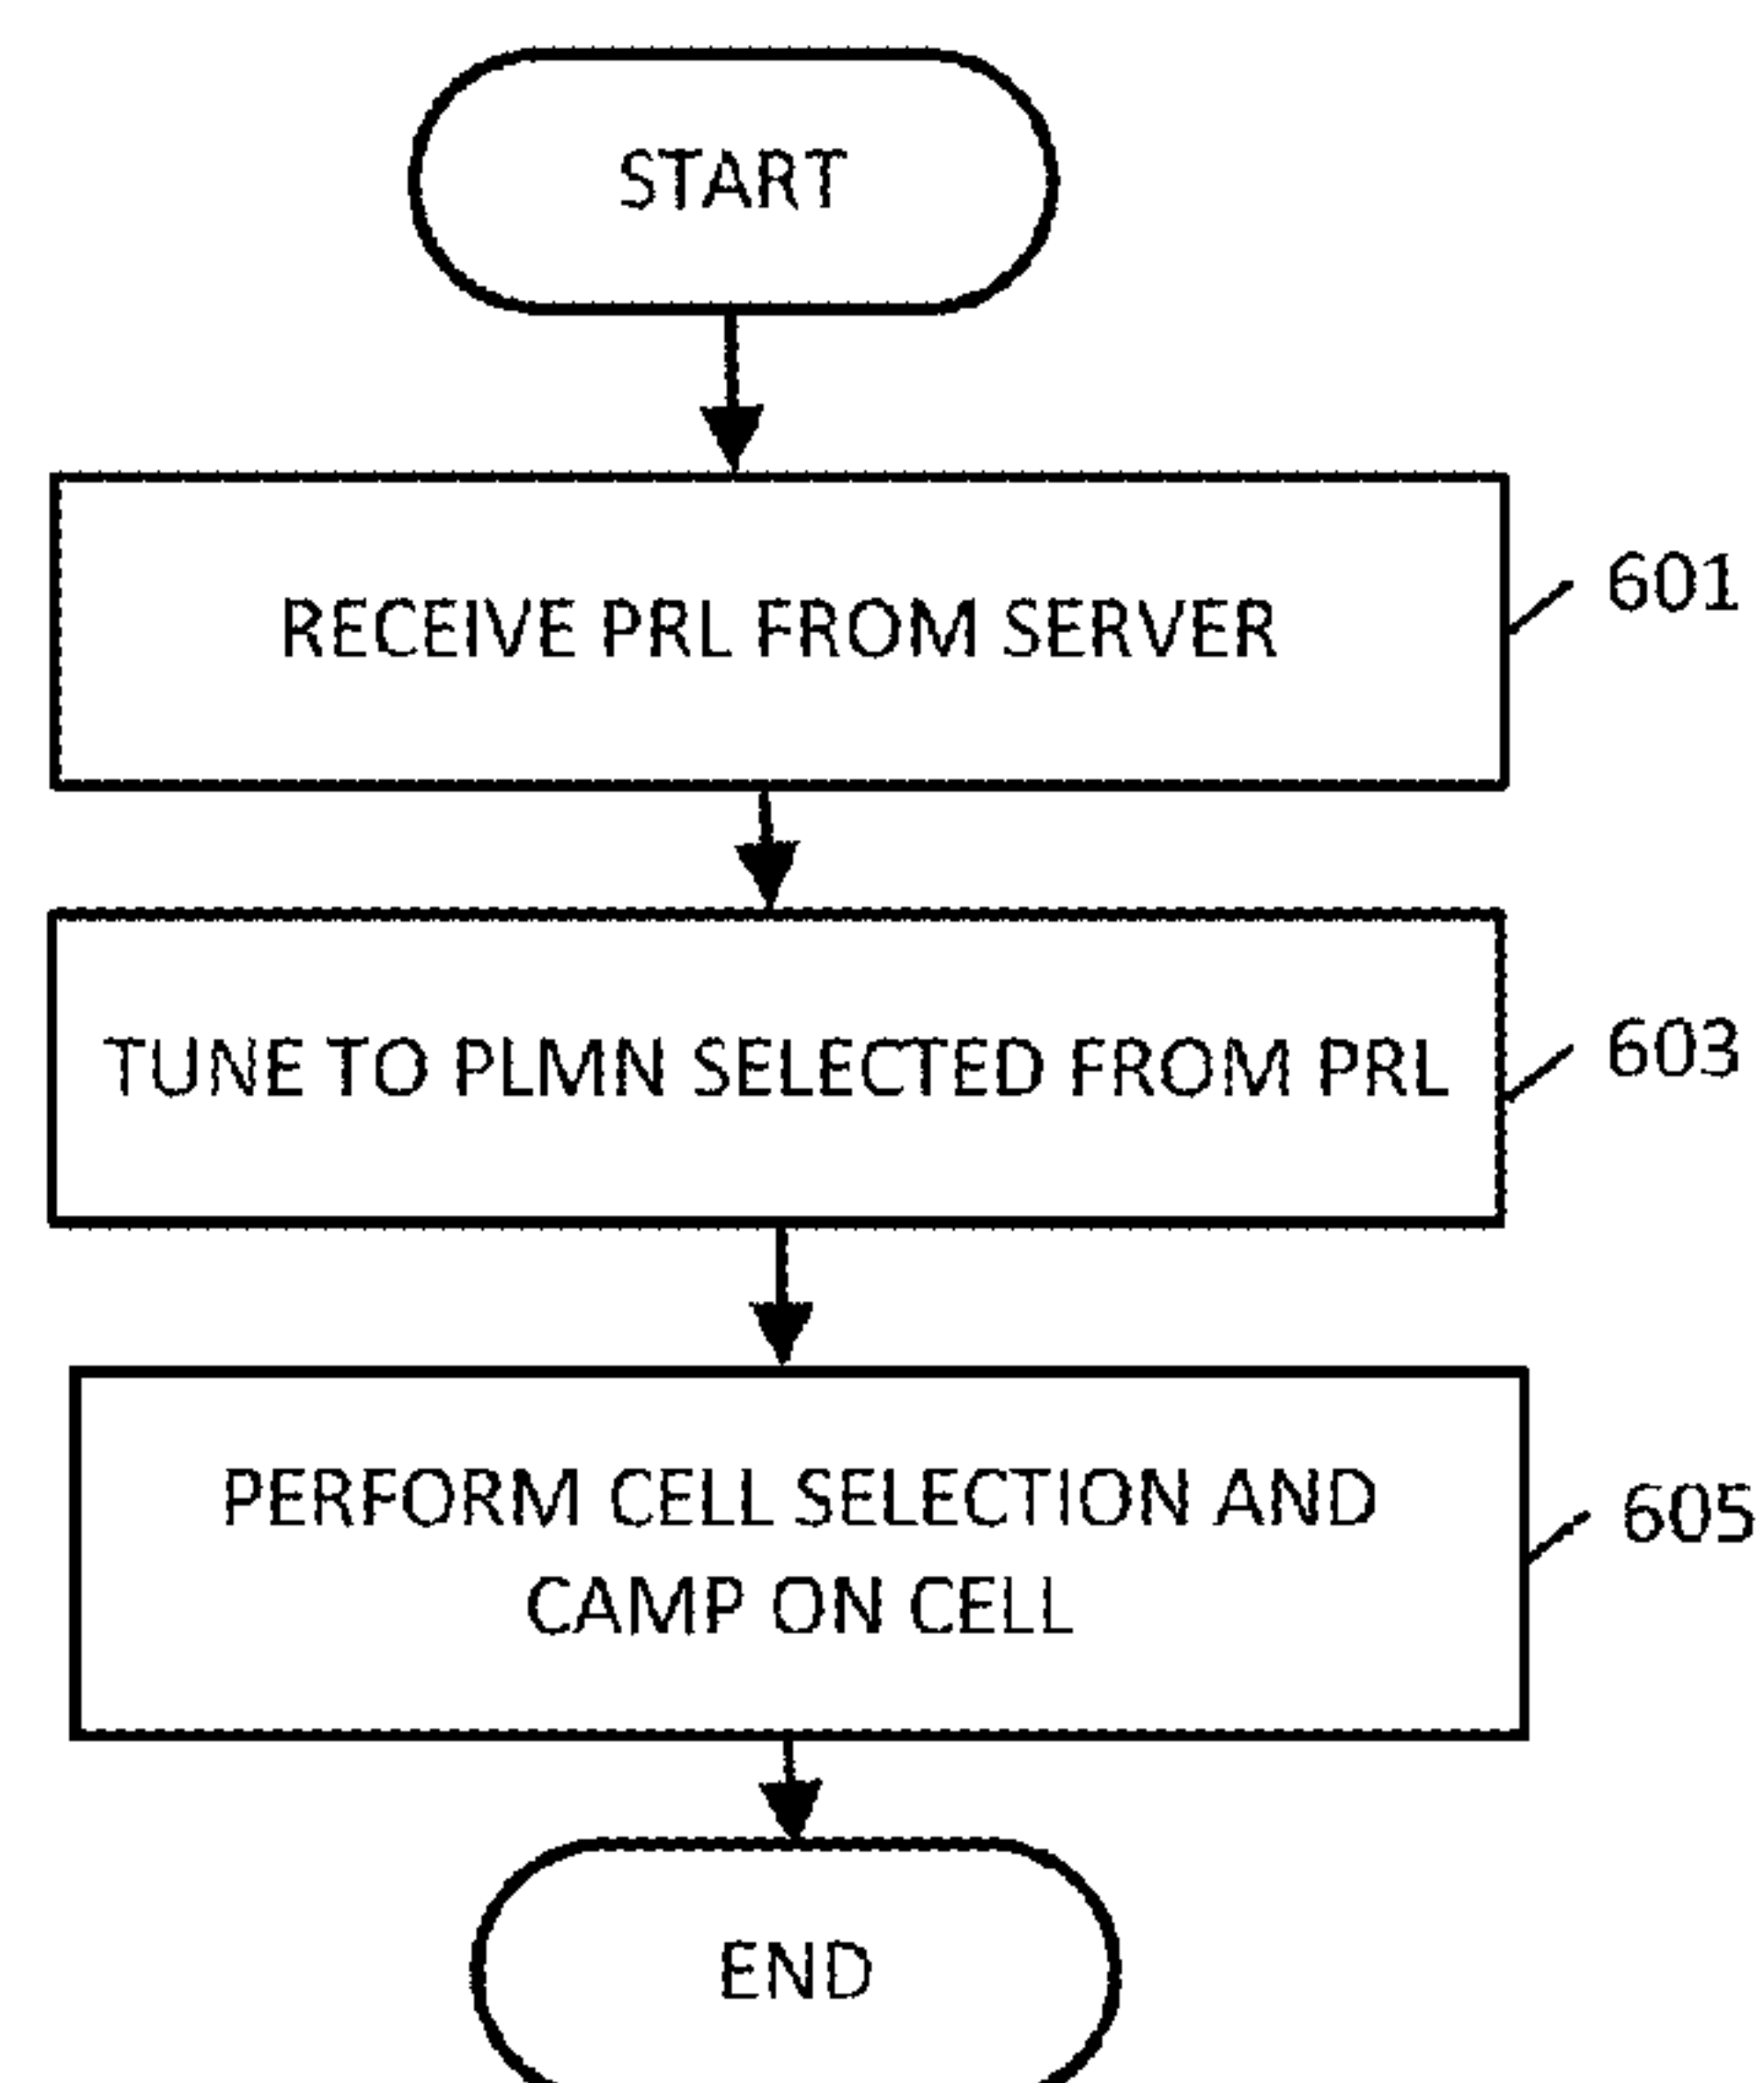 START
RECEIVE PRL FROM SERVER
601
TUNE TO PLMN SELECTED FROM PRL
603
PERFORM CELL SELECTION AND
CAMP ON CELL
605
END